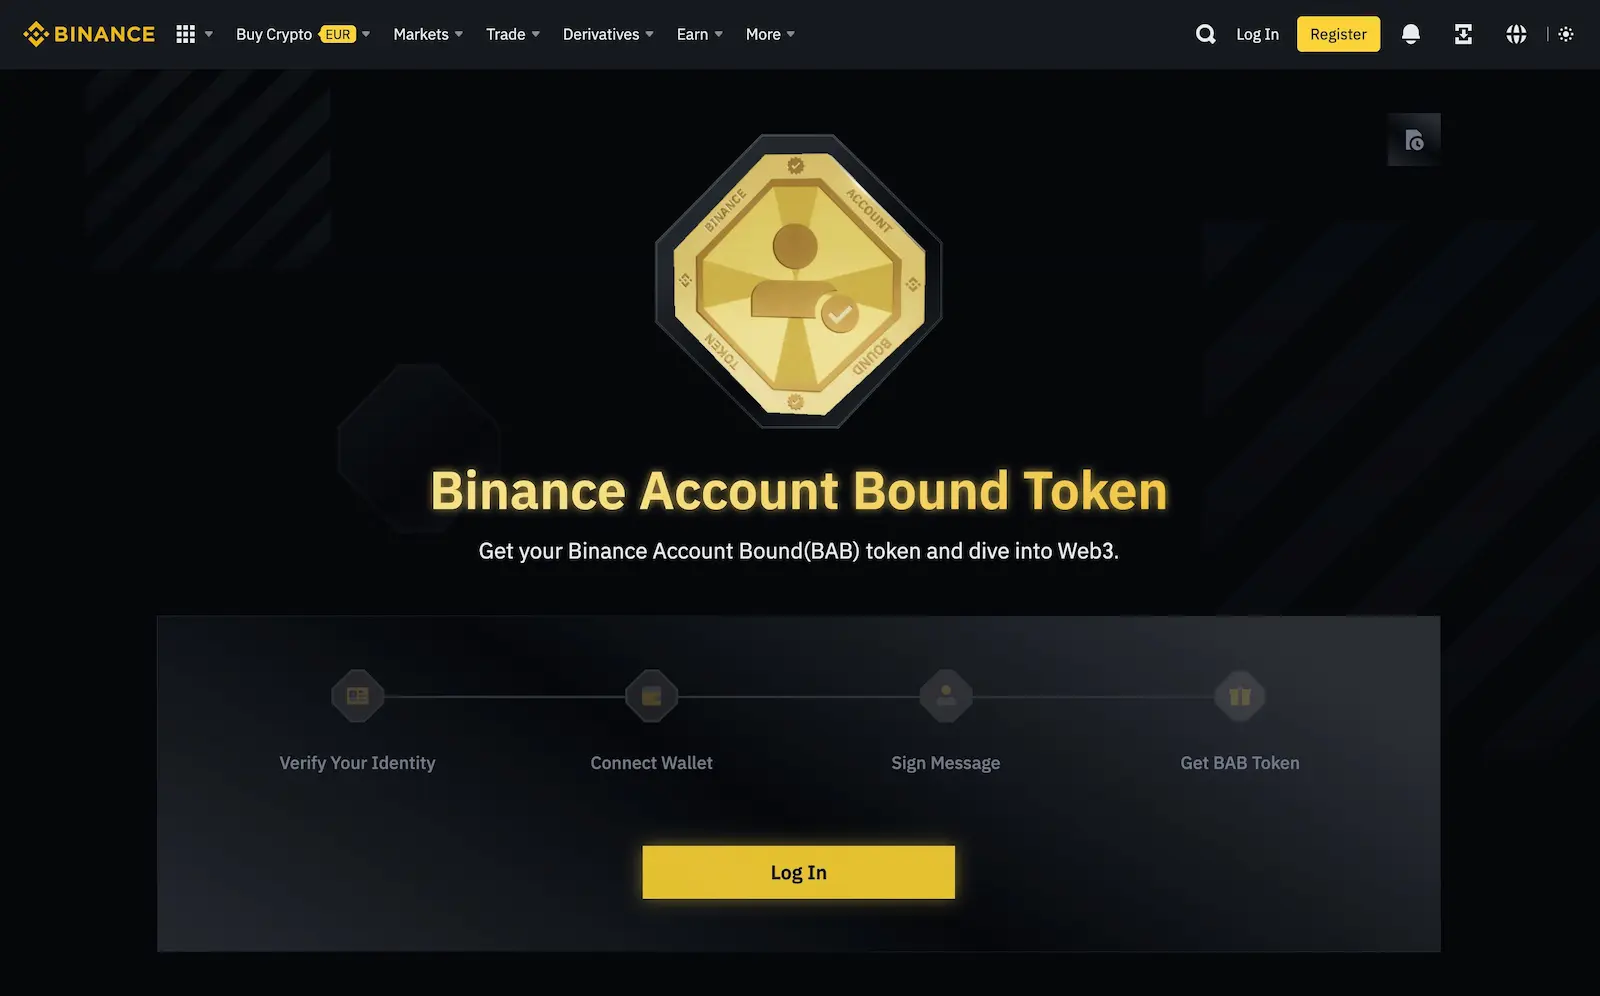 BINANCE
Buy Crypto EUR
Markets
Trade
Derivatives
Earn
More
Log In
Register
BINANCE
ACCOUNT
BOUND
TOKEN
Binance Account Bound Token
Get your Binance Account Bound(BAB) token and dive into Web3.
Verify Your Identity
Connect Wallet
Sign Message
Get BAB Token
Log In